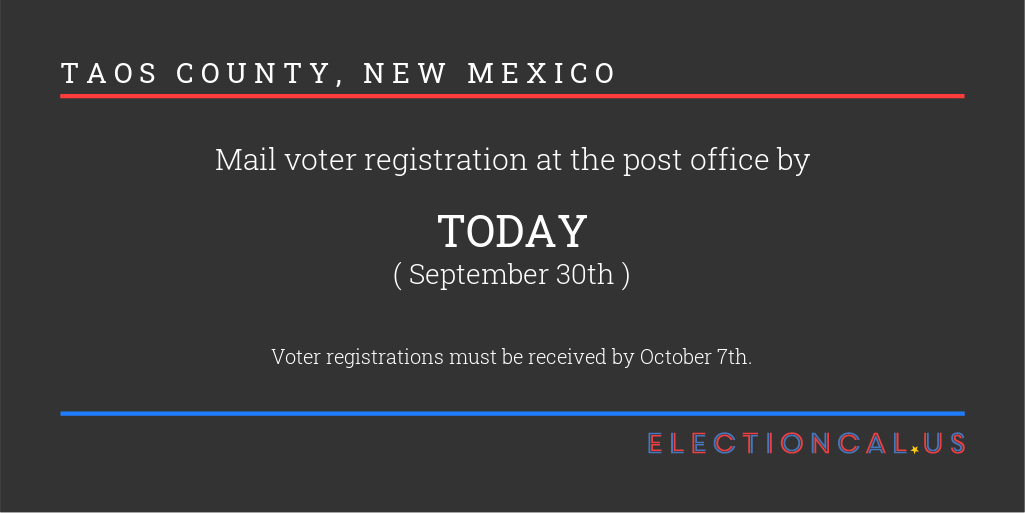 TAOS COUNTY, NEW MEXICO
Mail voter registration at the post office by
TODAY
( September 30th )
Voter registrations must be received by October 7th.
ELECTIONCAL.US